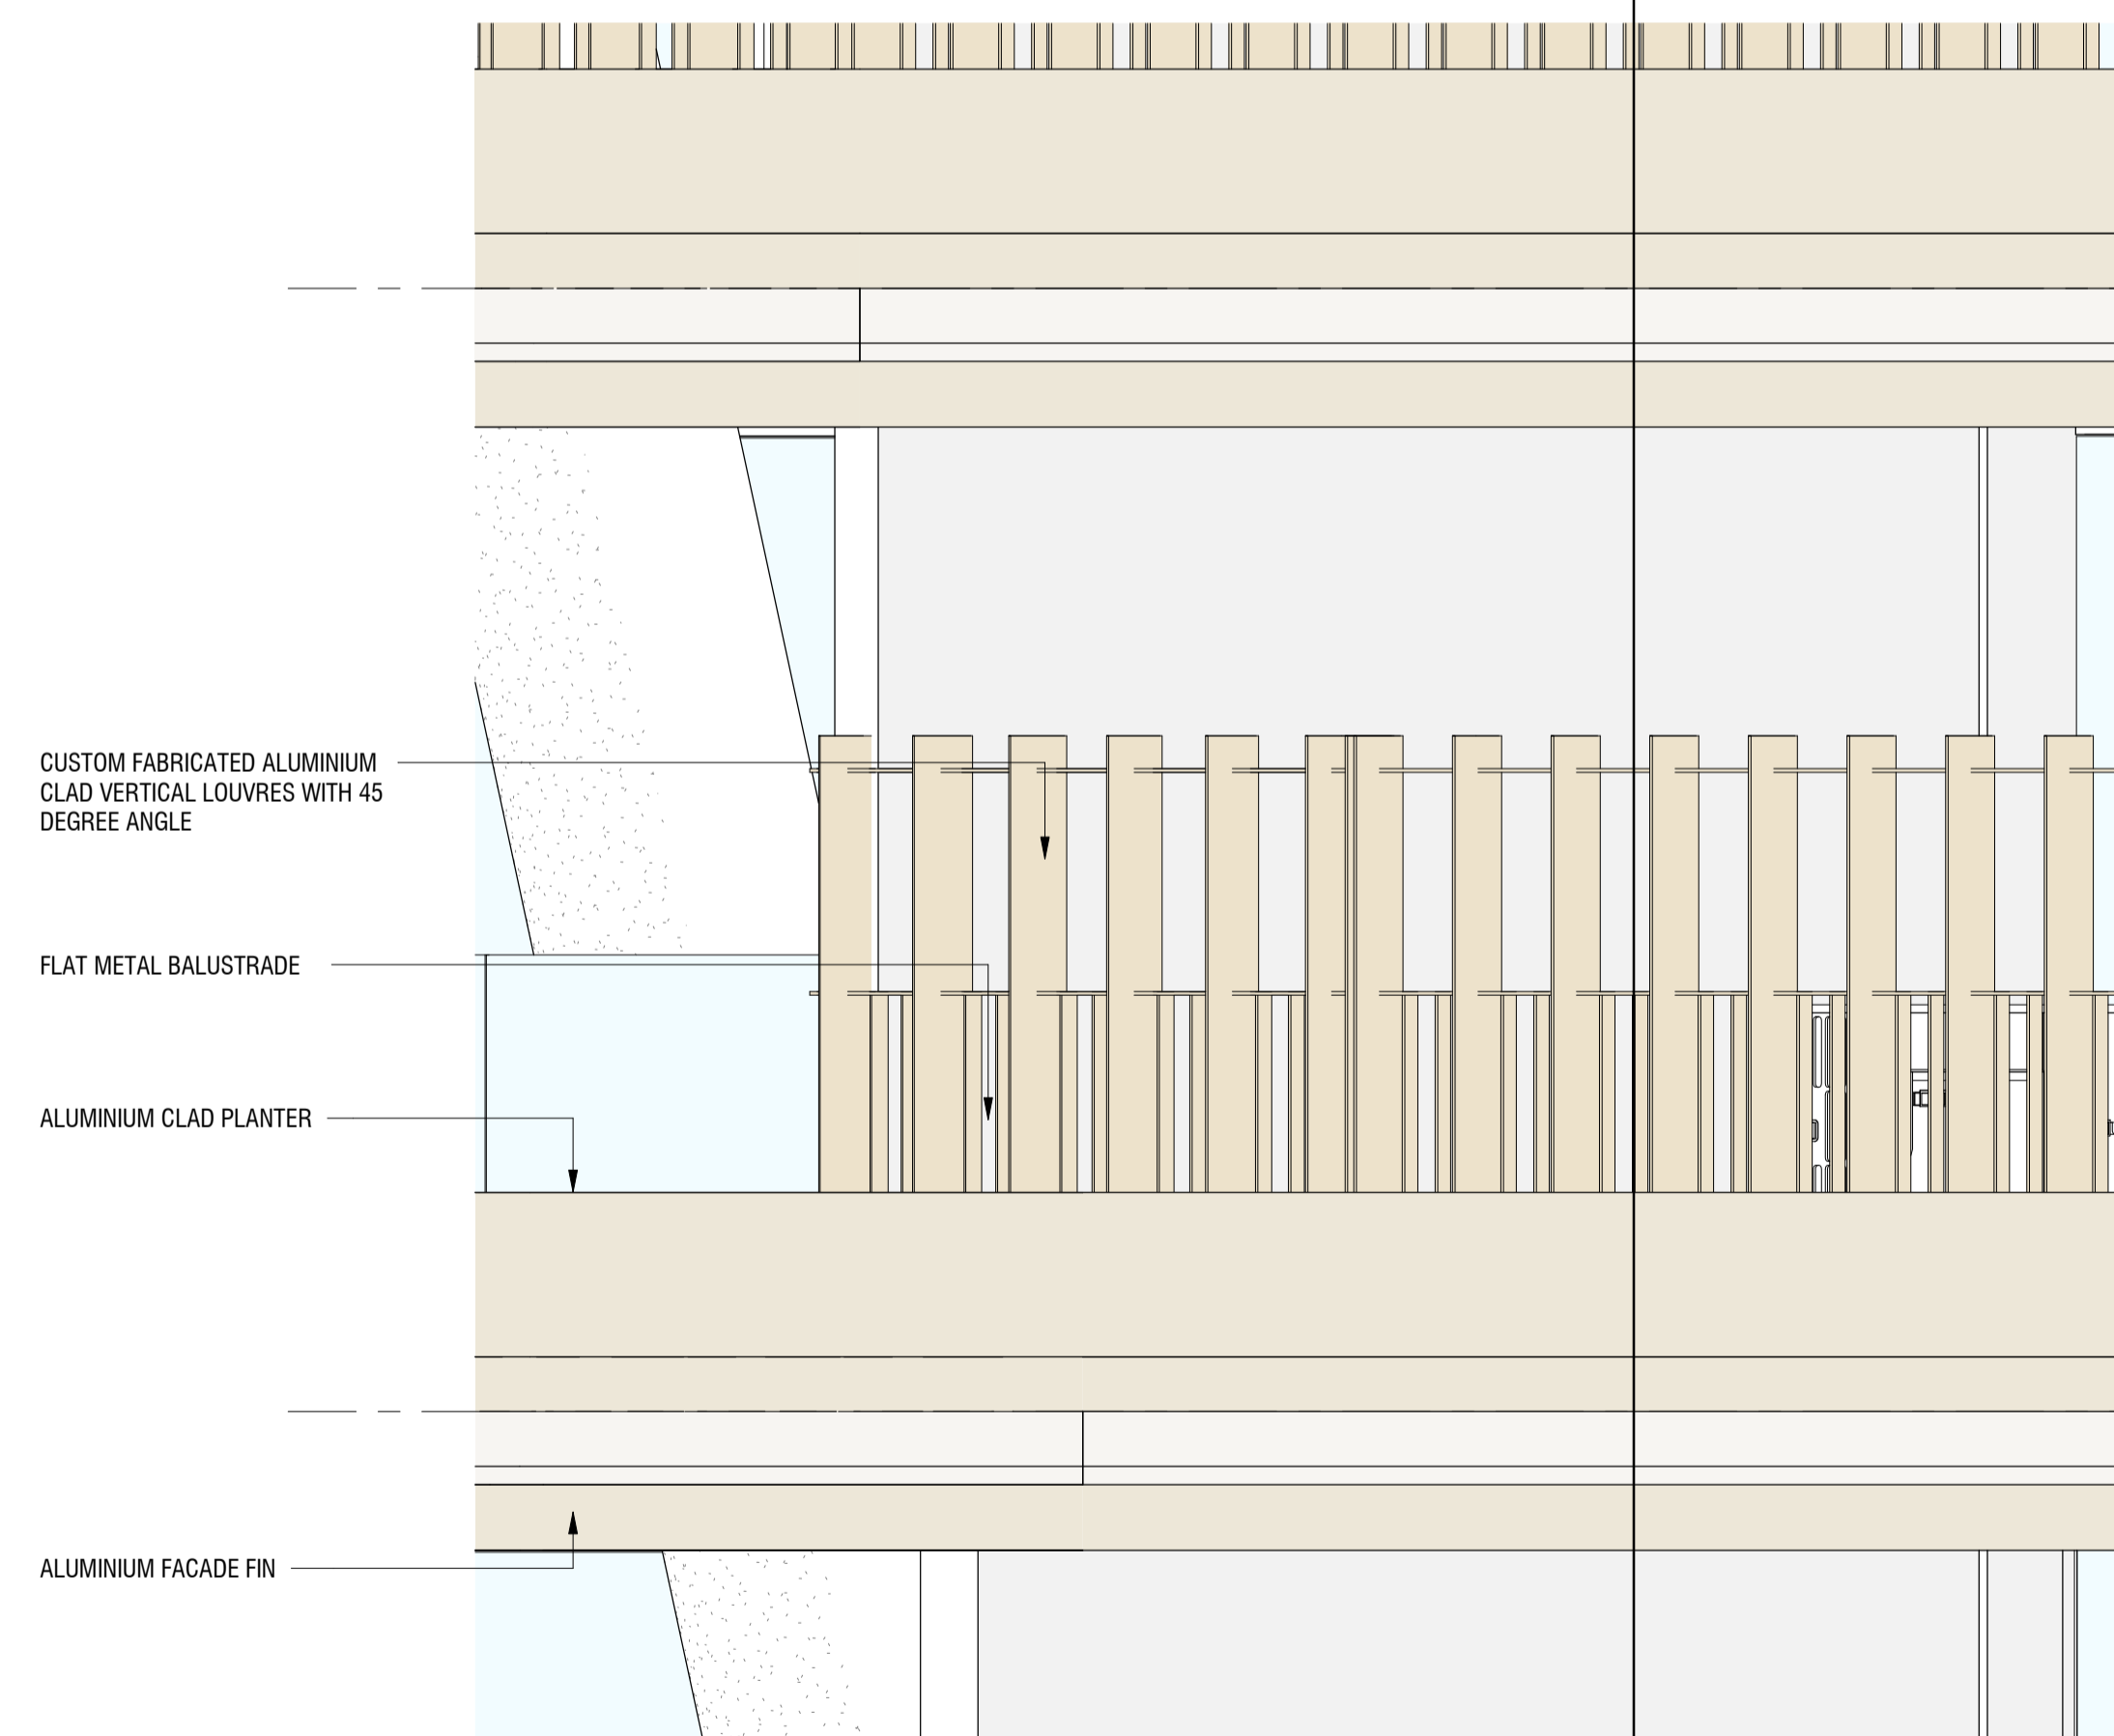 CUSTOM FABRICATED ALUMINIUM
CLAD VERTICAL LOUVRES WITH 45
DEGREE ANGLE
FLAT METAL BALUSTRADE
ALUMINIUM CLAD PLANTER
ALUMINIUM FACADE FIN